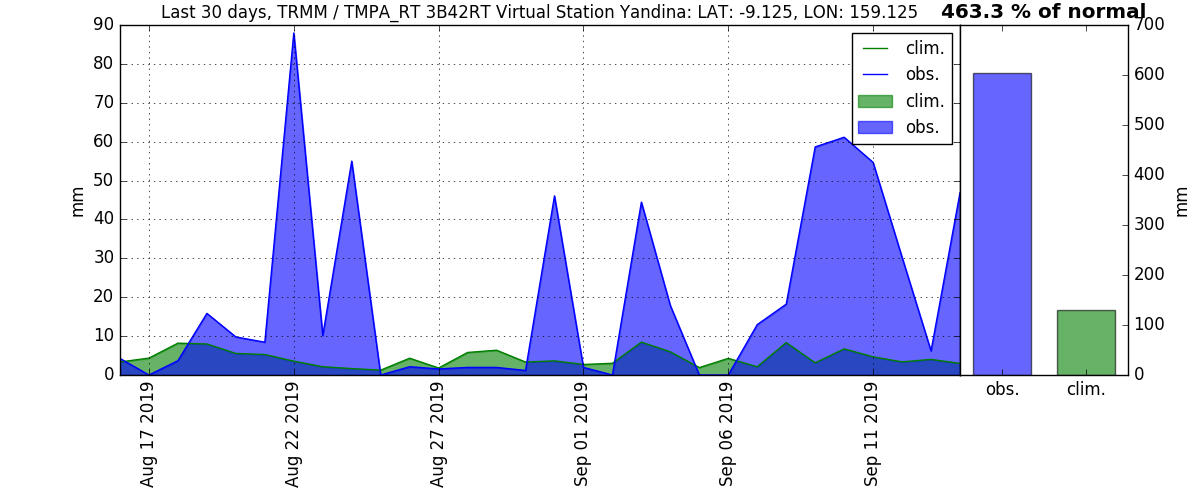 Last 30 days, TRMM / TMPA_RT 3B42RT Virtual Station Yandina: LAT: -9.125, LON: 159.125 463.3 % of normal
90
80
70
60
50
40
30
20
10
0
mm
clim.
obs.
clim.
obs.
Aug 17 2019
Aug 22 2019
Aug 27 2019
Sep 01 2019
Sep 06 2019
Sep 11 2019
700
600
500
400
300
200
100
0
mm
obs. clim.